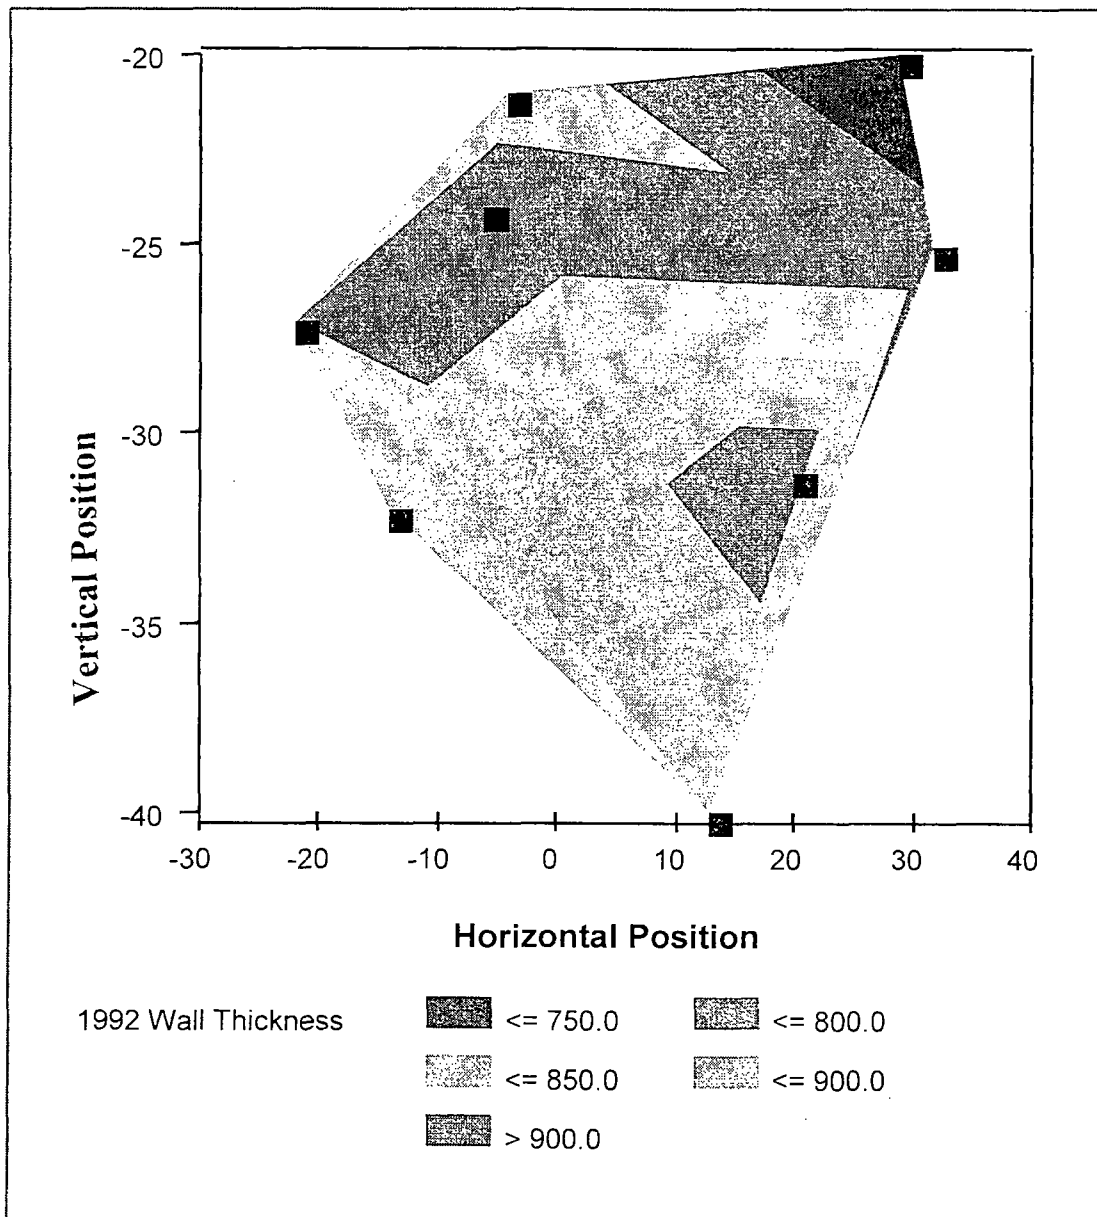 -20
-25
-30
-35
-40
Vertical Position
-30 -20 -10 0 10 20 30 40
Horizontal Position
1992 Wall Thickness <= 750.0 <= 800.0
<= 850.0 <= 900.0
> 900.0